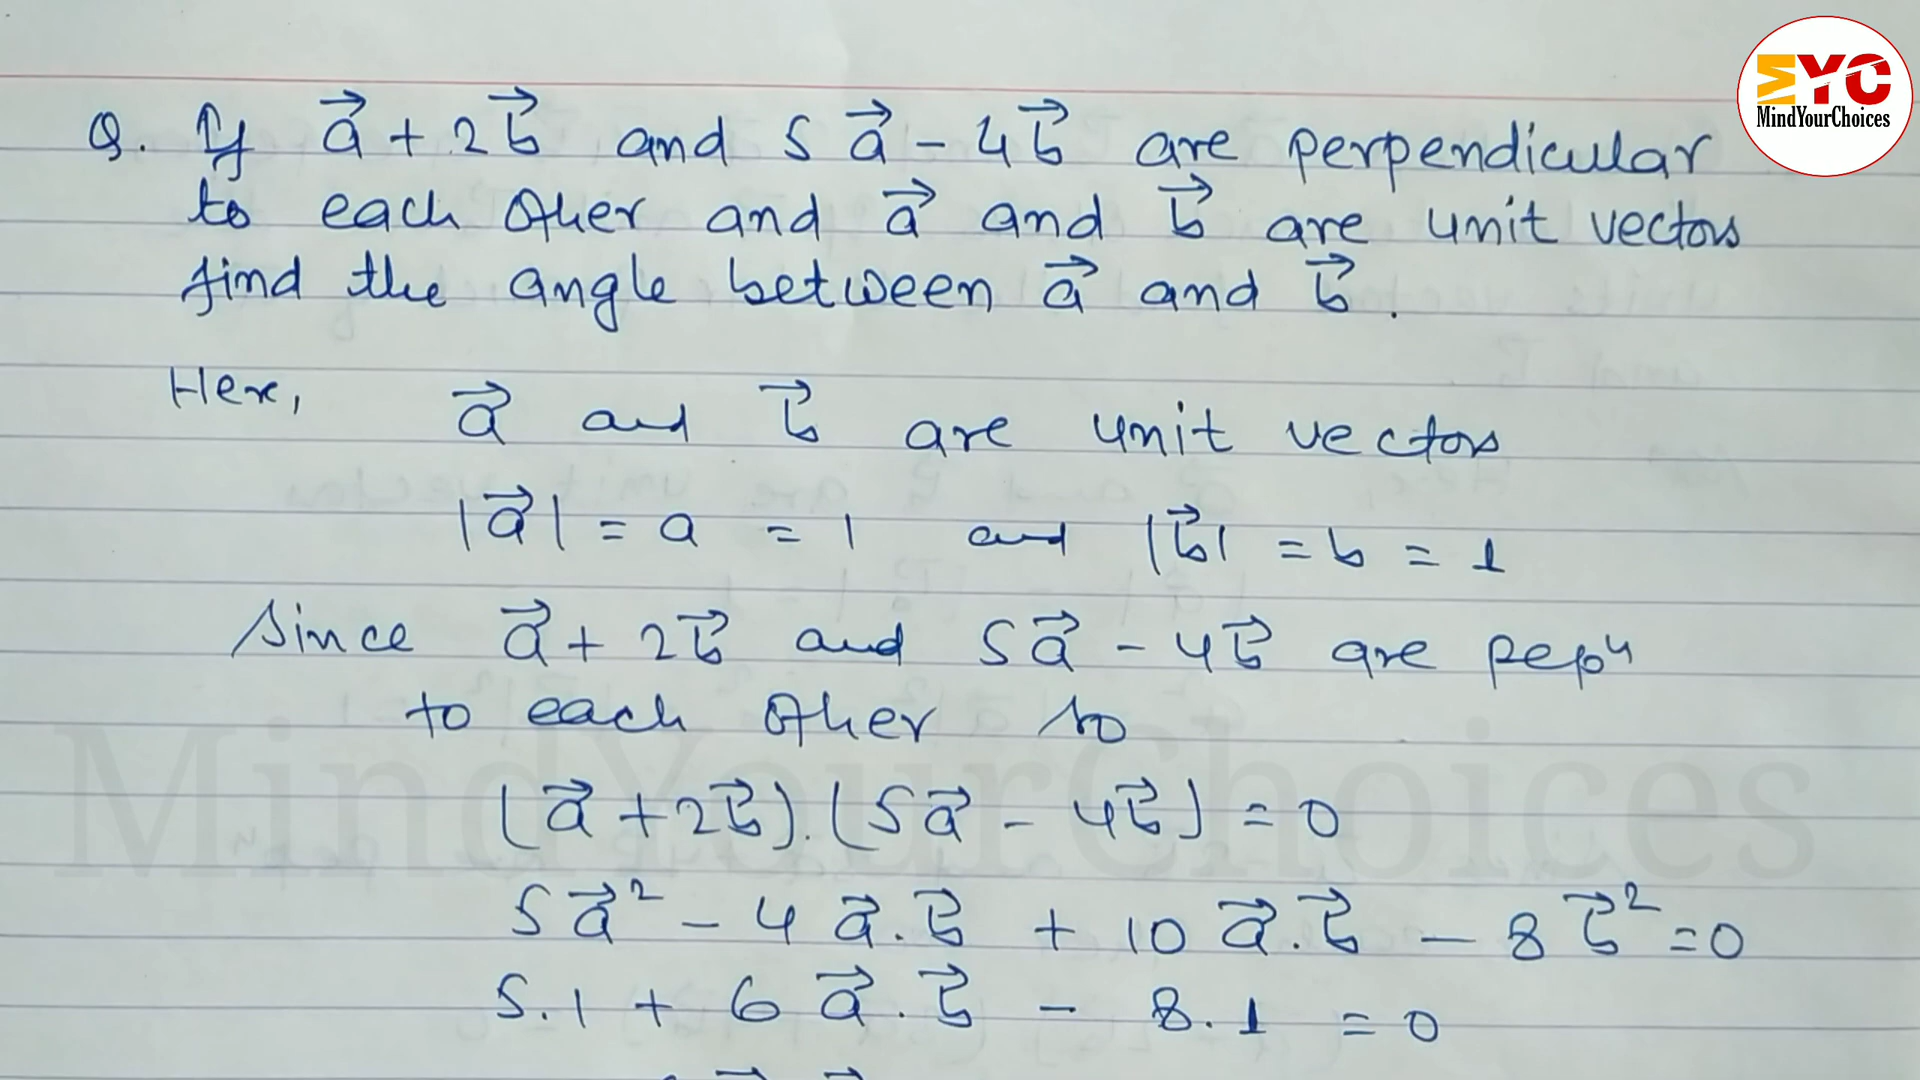 MYC
MindYourChoices
Q. If a⃗ + 2b⃗ and 5a⃗ - 4b⃗ are perpendicular
to each other and a⃗ and b⃗ are unit vectors
find the angle between a⃗ and b⃗.
Here,
a⃗ and b⃗ are unit vectors
|a⃗| = a = 1 and |b⃗| = b = 1
Since a⃗ + 2b⃗ and 5a⃗ - 4b⃗ are
to each other so
(a⃗ + 2b⃗).(5a⃗ - 4b⃗) = 0
5a⃗² - 4a⃗.b⃗ + 10a⃗.b⃗ - 8b⃗² = 0
5.1 + 6a⃗.b⃗ - 8.1 = 0
MindYourChoices